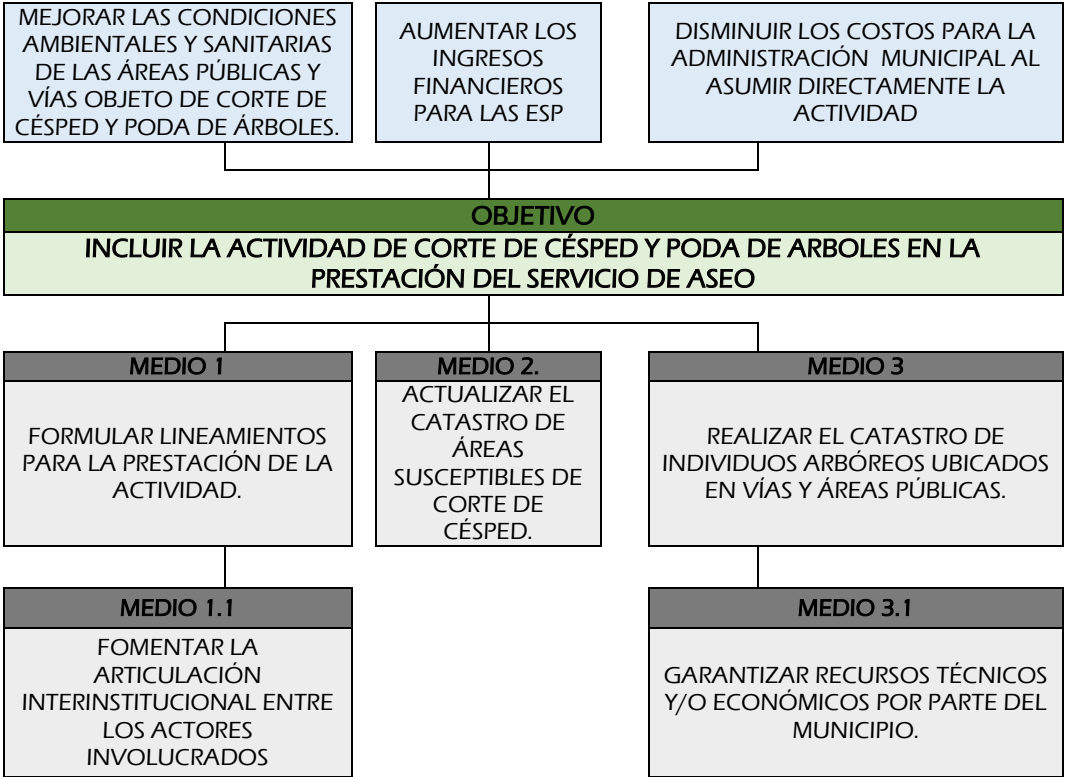 MEJORAR LAS CONDICIONES
AMBIENTALES Y SANITARIAS
DE LAS ÁREAS PÚBLICAS Y
VÍAS OBJETO DE CORTE DE
CÉSPED Y PODA DE ÁRBOLES.
AUMENTAR LOS
INGRESOS
FINANCIEROS
PARA LAS ESP
DISMINUIR LOS COSTOS PARA LA
ADMINISTRACIÓN MUNICIPAL AL
ASUMIR DIRECTAMENTE LA
ACTIVIDAD
OBJETIVO
INCLUIR LA ACTIVIDAD DE CORTE DE CÉSPED Y PODA DE ARBOLES EN LA
PRESTACIÓN DEL SERVICIO DE ASEO
MEDIO 1
FORMULAR LINEAMIENTOS
PARA LA PRESTACIÓN DE LA
ACTIVIDAD.
MEDIO 2.
ACTUALIZAR EL
CATASTRO DE
ÁREAS
SUSCEPTIBLES DE
CORTE DE
CÉSPED.
MEDIO 3
REALIZAR EL CATASTRO DE
INDIVIDUOS ARBÓREOS UBICADOS
EN VÍAS Y ÁREAS PÚBLICAS.
MEDIO 1.1
FOMENTAR LA
ARTICULACIÓN
INTERINSTITUCIONAL ENTRE
LOS ACTORES
INVOLUCRADOS
MEDIO 3.1
GARANTIZAR RECURSOS TÉCNICOS
Y/O ECONÓMICOS POR PARTE DEL
MUNICIPIO.